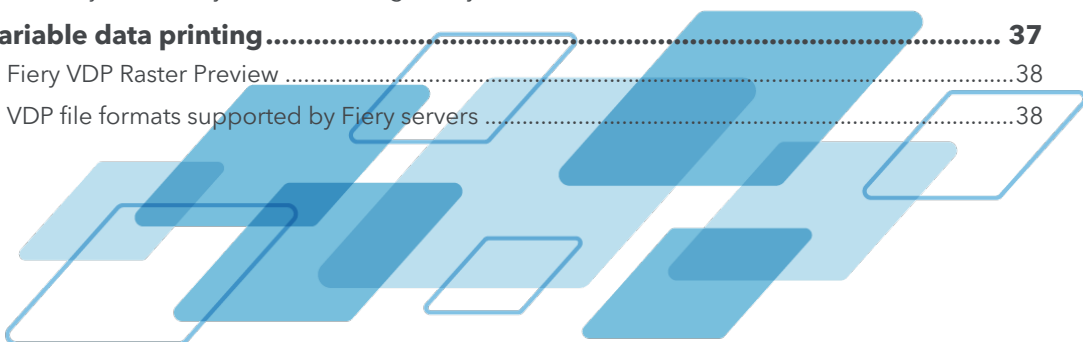 ariable data printing.................................................................................................................. 37
Fiery VDP Raster Preview ..................................................................................................................38
VDP file formats supported by Fiery servers ..................................................................................38